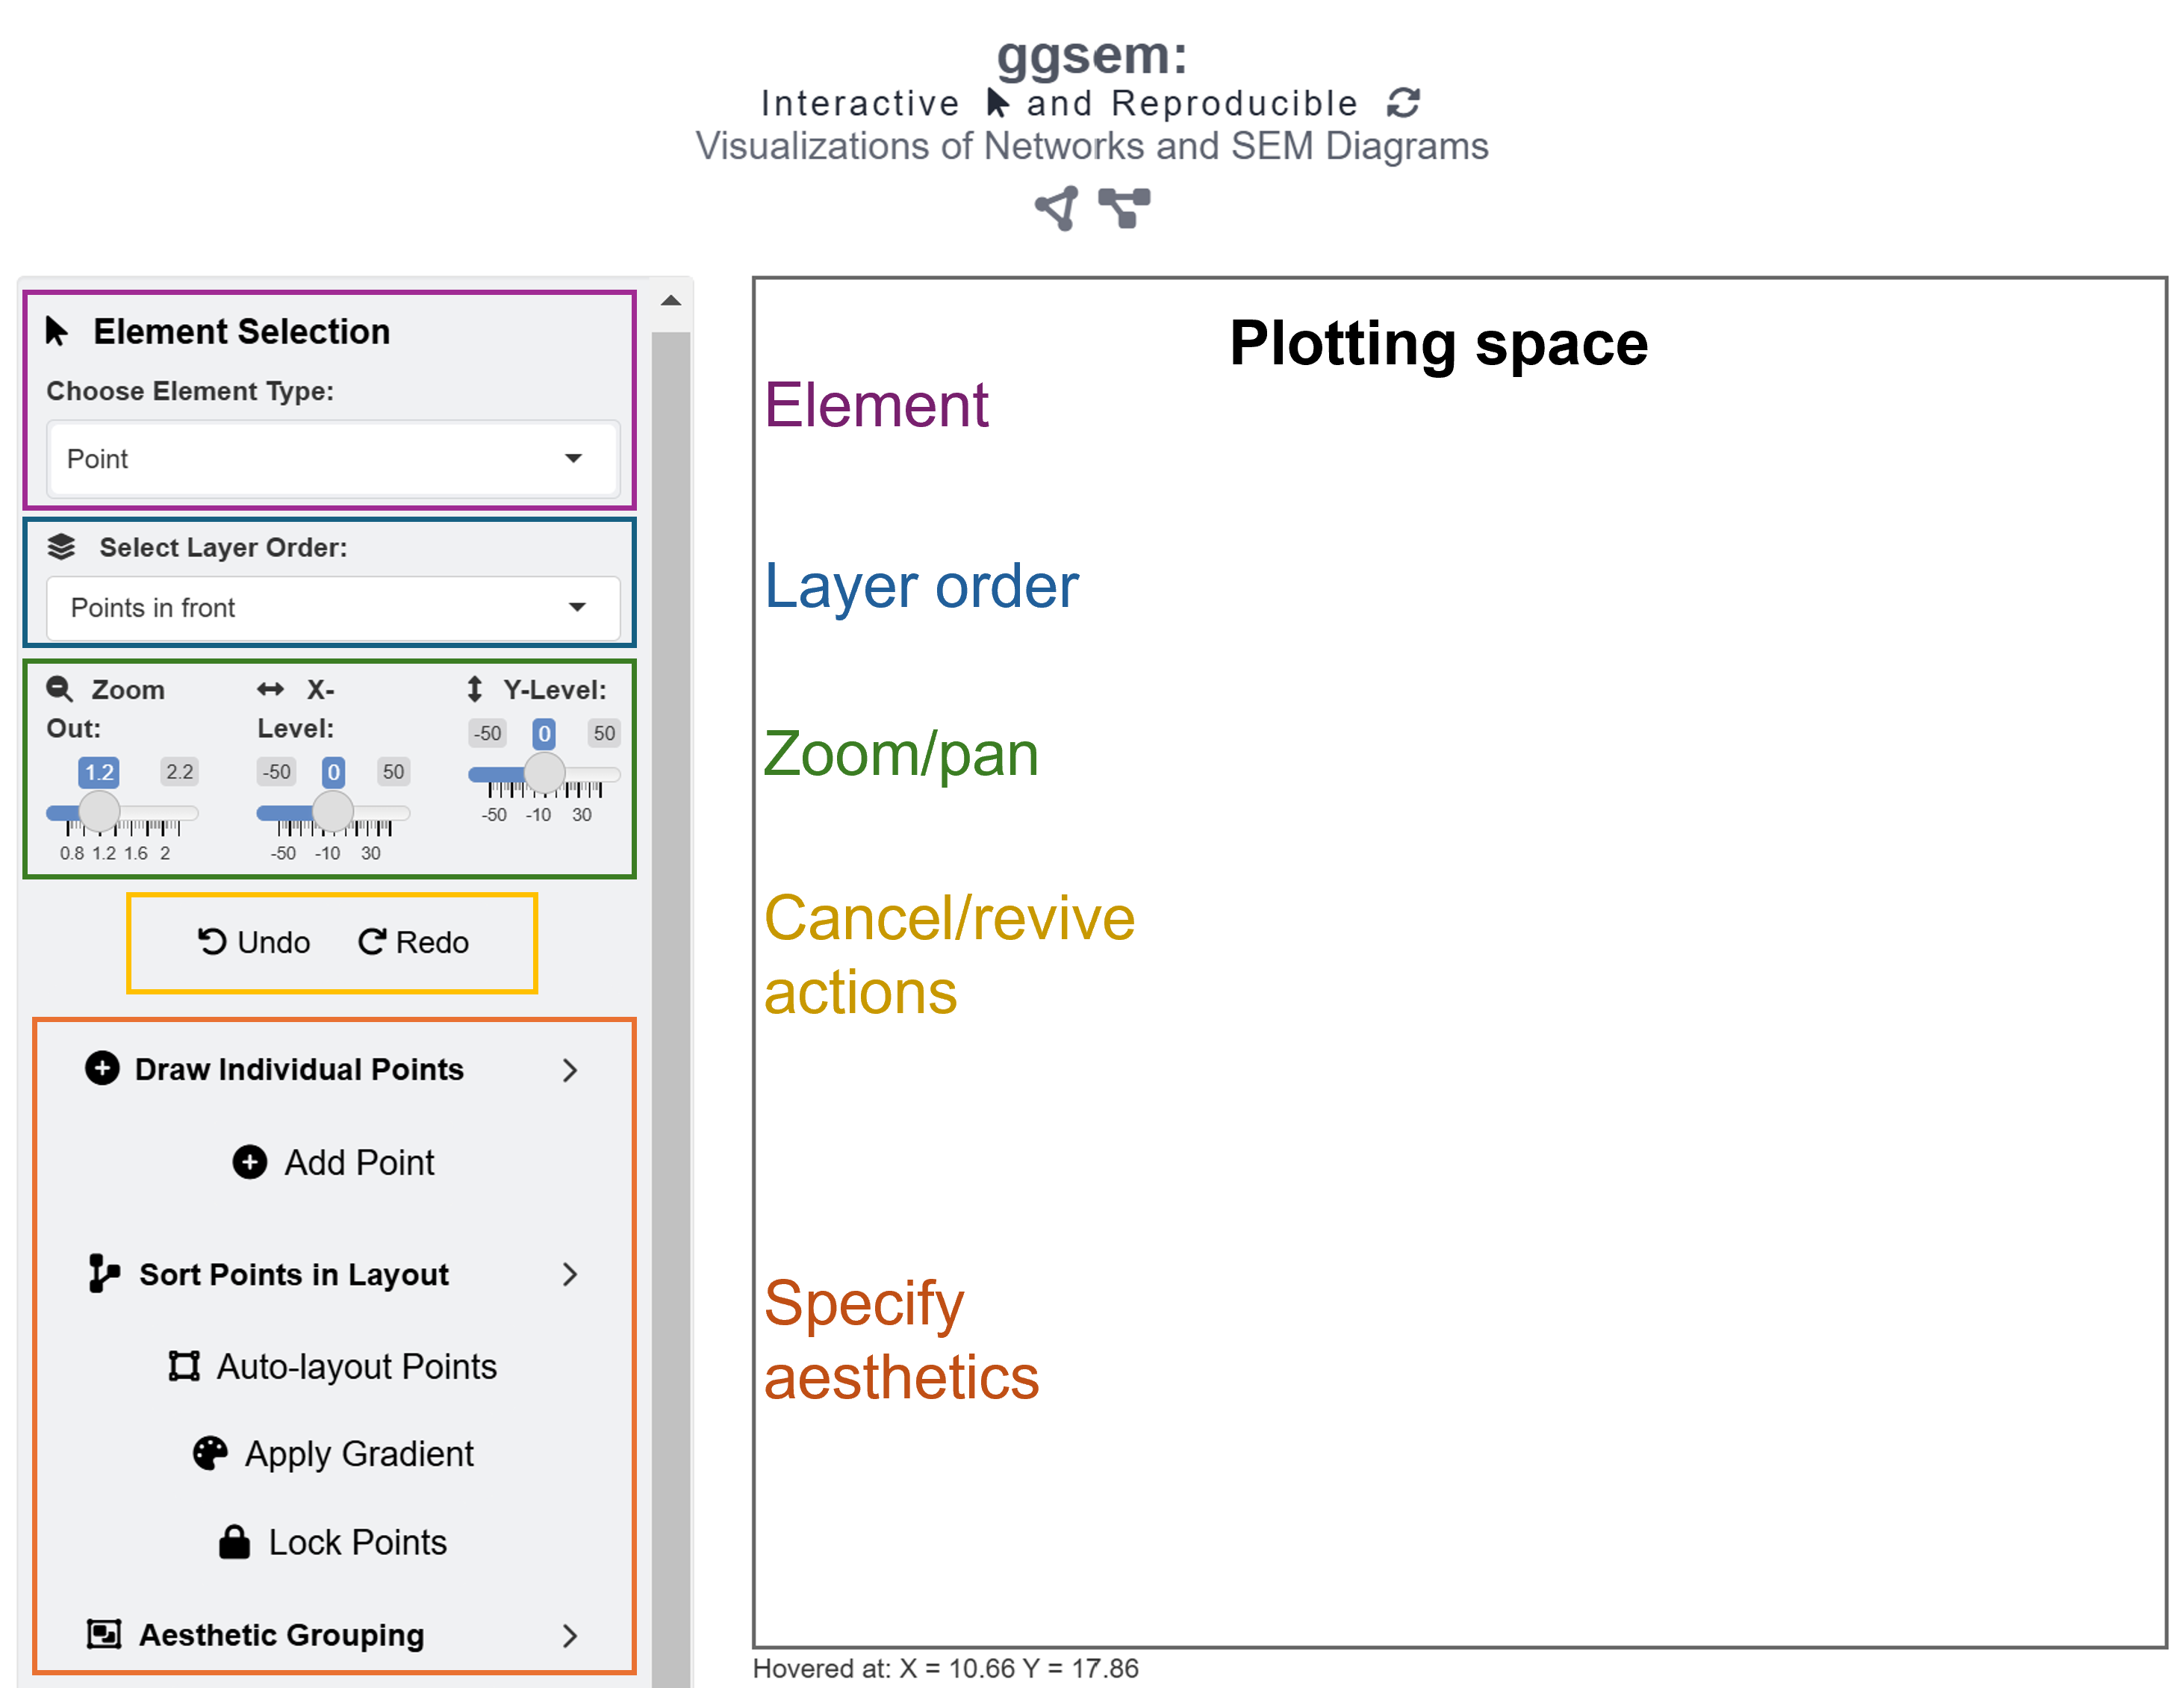 ggsem:
Interactive and Reproducible
Visualizations of Networks and SEM Diagrams
Element Selection
Choose Element Type:
Point
Select Layer Order:
Points in front
Zoom Out:
1.2 2.2
0.8 1.2 1.6 2
X-Level:
-50 0 50
-50 -10 30
Y-Level:
-50 0 50
-50 -10 30
Undo Redo
Draw Individual Points
Add Point
Sort Points in Layout
Auto-layout Points
Apply Gradient
Lock Points
Aesthetic Grouping
Plotting space
Element
Layer order
Zoom/pan
Cancel/revive
actions
Specify
aesthetics
Hovered at: X = 10.66 Y = 17.86